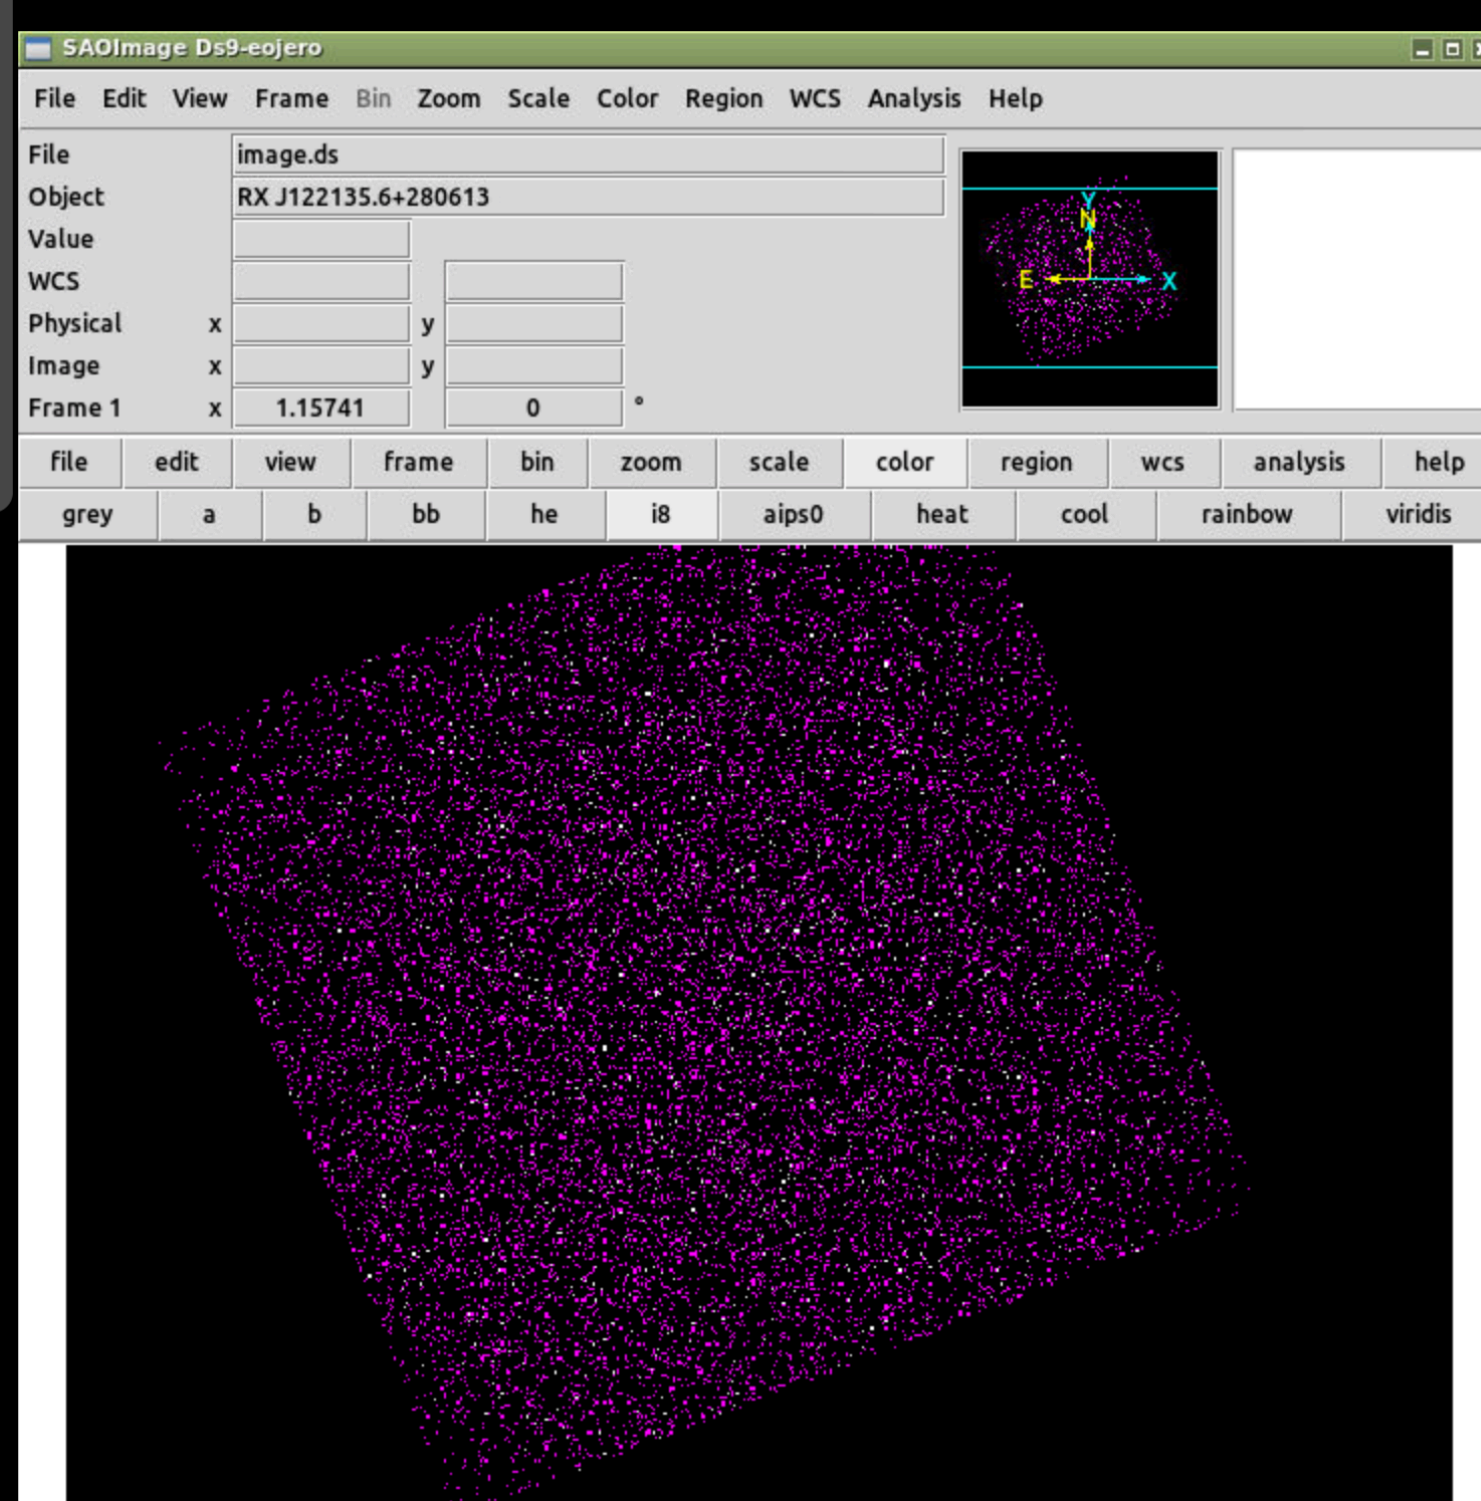 SAOImage Ds9-eojero
File Edit View Frame Bin Zoom Scale Color Region WCS Analysis Help
File image.ds
Object RX J122135.6+280613
Value
WCS
Physical x y
Image x y
Frame 1 x 1.15741 0 °
Y
N
E X
file edit view frame bin zoom scale color region wcs analysis help
grey a b bb he i8 aips0 heat cool rainbow viridis